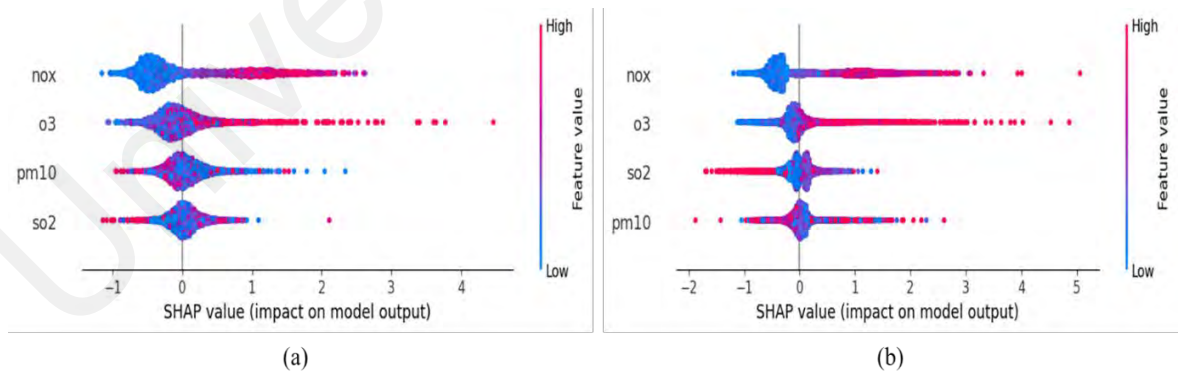 High
nox
o3
pm10
so2
Feature value
Low
−1 0 1 2 3 4
SHAP value (impact on model output)
(a)
High
nox
o3
so2
pm10
Feature value
Low
−2 −1 0 1 2 3 4 5
SHAP value (impact on model output)
(b)
Unive